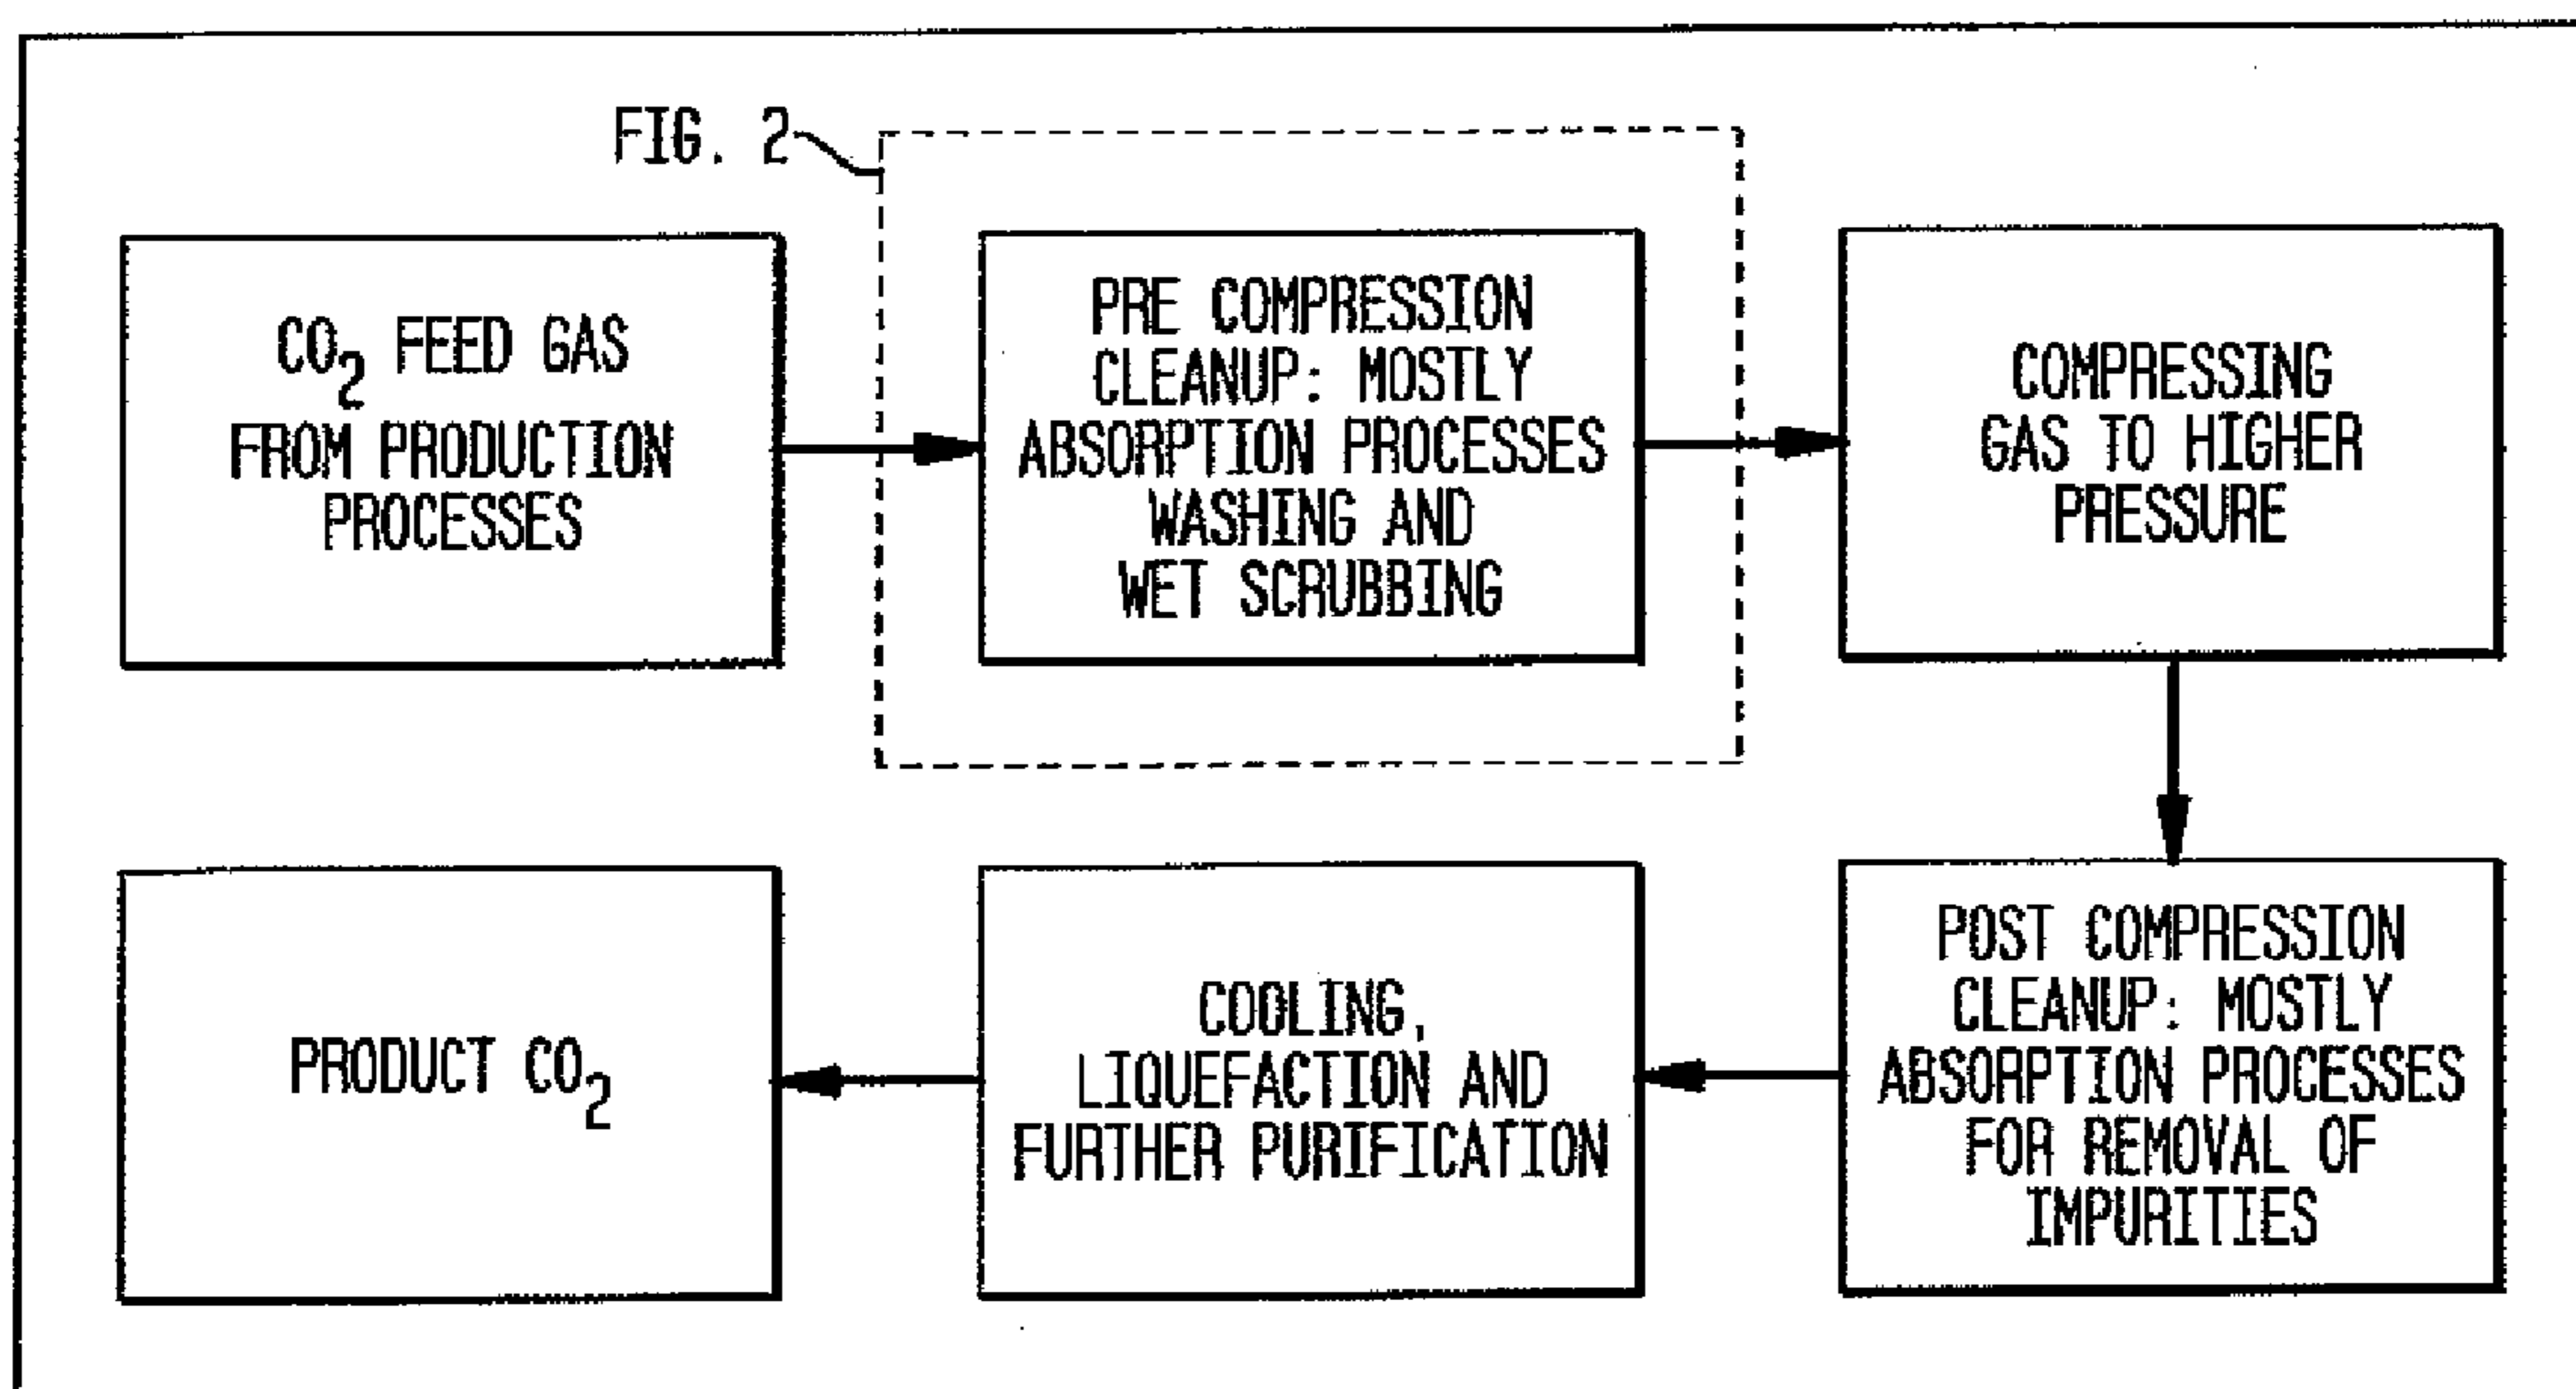 FIG. 2
CO₂ FEED GAS
FROM PRODUCTION
PROCESSES
PRE COMPRESSION
CLEANUP: MOSTLY
ABSORPTION PROCESSES
WASHING AND
WET SCRUBBING
COMPRESSING
GAS TO HIGHER
PRESSURE
POST COMPRESSION
CLEANUP: MOSTLY
ABSORPTION PROCESSES
FOR REMOVAL OF
IMPURITIES
COOLING,
LIQUEFACTION AND
FURTHER PURIFICATION
PRODUCT CO₂